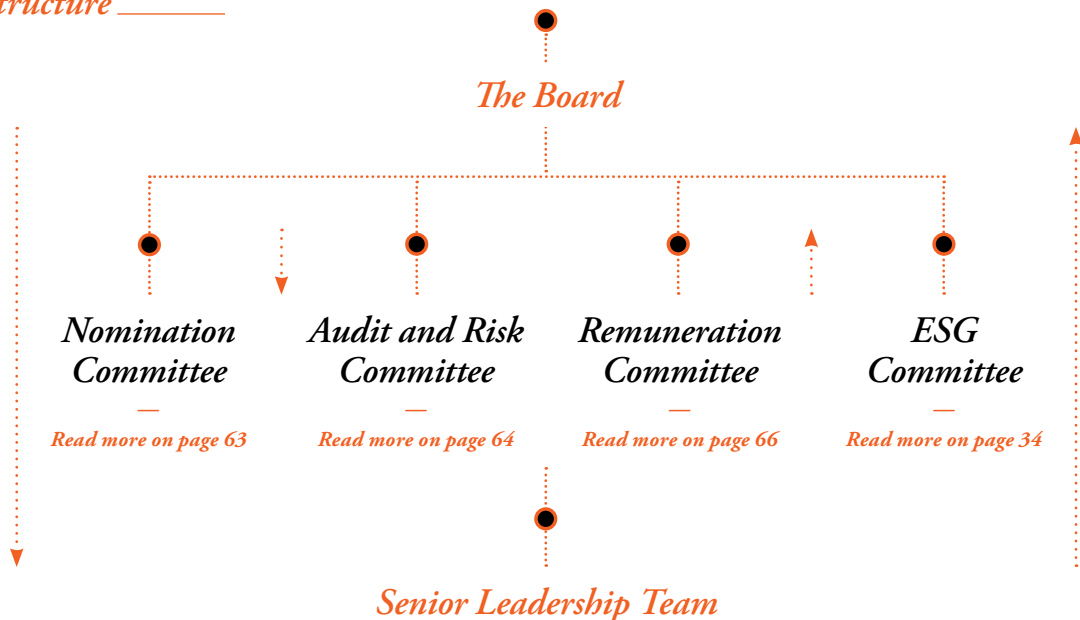 The Board
Nomination
Committee
Read more on page 63
Audit and Risk
Committee
Read more on page 64
Remuneration
Committee
Read more on page 66
ESG
Committee
Read more on page 34
Senior Leadership Team